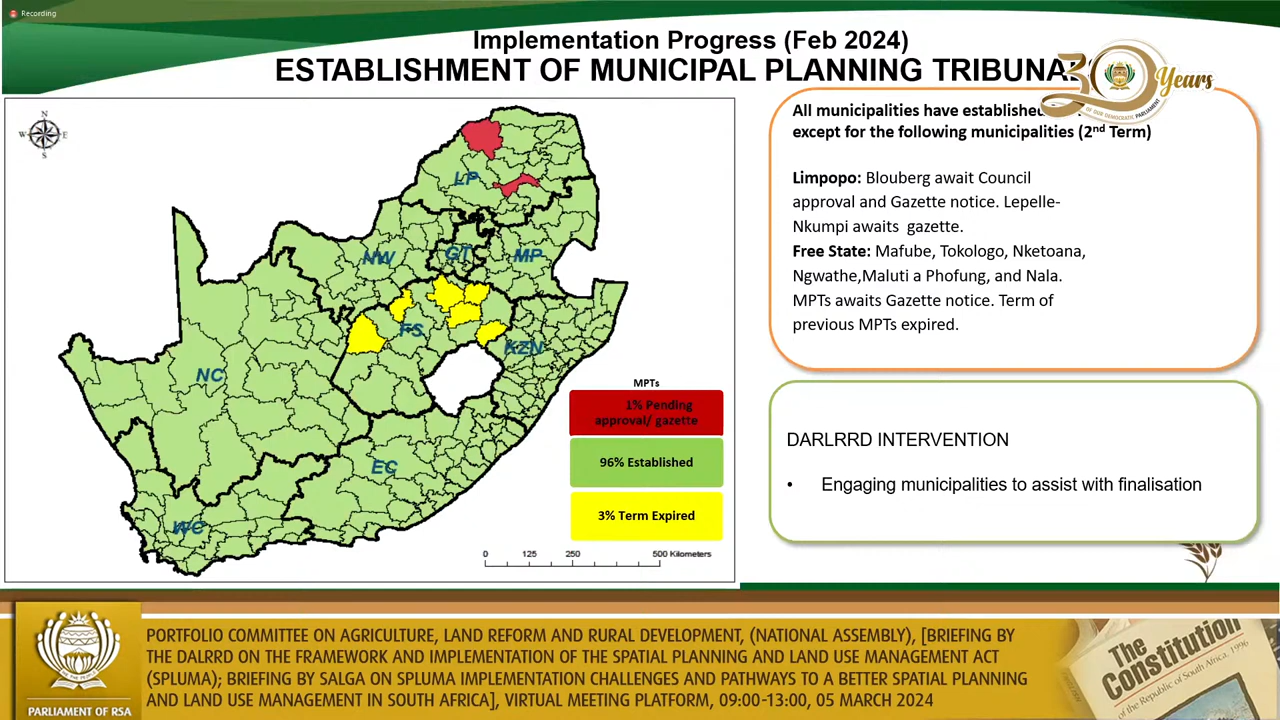 Recording
Implementation Progress (Feb 2024)
ESTABLISHMENT OF MUNICIPAL PLANNING
30 Years
OF OUR DEMOCRATIC PARLIAMENT
All municipalities have established
except for the following municipalities (2nd Term)
Limpopo: Blouberg await Council
approval and Gazette notice. Lepelle-
Nkumpi awaits gazette.
Free State: Mafube, Tokologo, Nketoana,
Ngwathe,Maluti a Phofung, and Nala.
MPTs awaits Gazette notice. Term of
previous MPTs expired.
N
W
E
S
LP
NW
GT
MP
FS
KZN
NC
EC
WC
MPTs
1% Pending
approval/ gazette
96% Established
3% Term Expired
0 125 250 500 Kilometers
DARLRRD INTERVENTION
• Engaging municipalities to assist with finalisation
PARLIAMENT OF RSA
PORTFOLIO COMMITTEE ON AGRICULTURE, LAND REFORM AND RURAL DEVELOPMENT, (NATIONAL ASSEMBLY), [BRIEFING BY
THE DALRRD ON THE FRAMEWORK AND IMPLEMENTATION OF THE SPATIAL PLANNING AND LAND USE MANAGEMENT ACT
(SPLUMA); BRIEFING BY SALGA ON SPLUMA IMPLEMENTATION CHALLENGES AND PATHWAYS TO A BETTER SPATIAL PLANNING
AND LAND USE MANAGEMENT IN SOUTH AFRICA], VIRTUAL MEETING PLATFORM, 09:00-13:00, 05 MARCH 2024
The
Constitution
of the Republic of South Africa, 1996